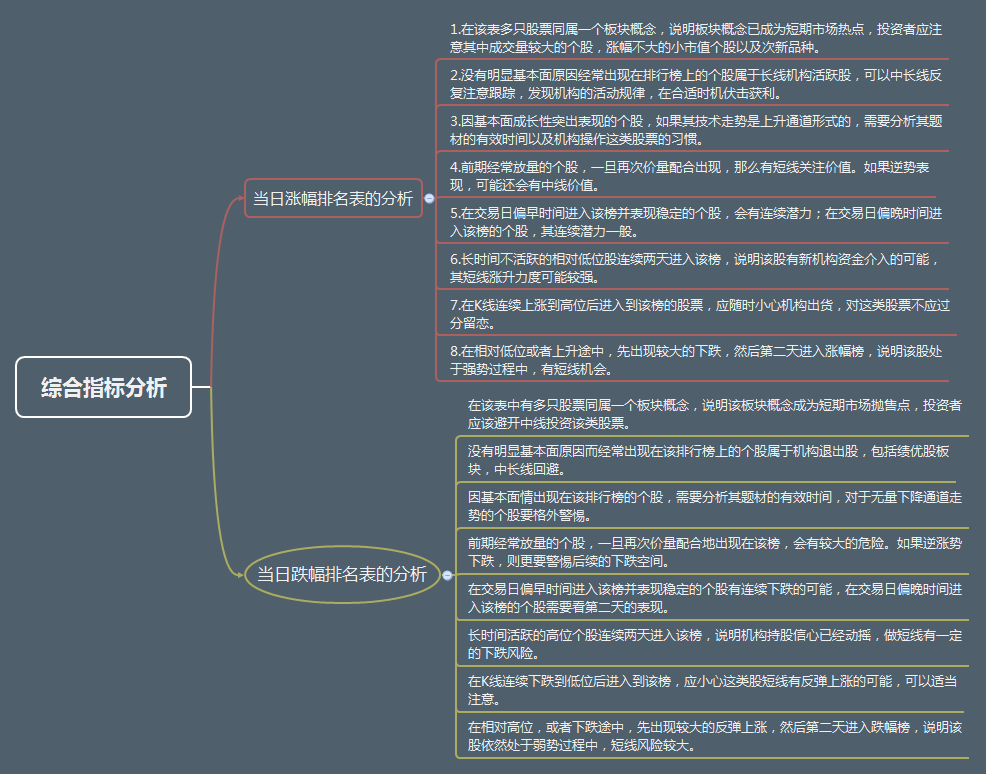 综合指标分析
当日涨幅排名表的分析
1.在该表多只股票同属一个板块概念，说明板块概念已成为短期市场热点，投资者应注
意其中成交量较大的个股，涨幅不大的小市值个股以及次新品种。
2.没有明显基本面原因经常出现在排行榜上的个股属于长线机构活跃股，可以中长线反
复注意跟踪，发现机构的活动规律，在合适时机伏击获利。
3.因基本面成长性突出表现的个股，如果其技术走势是上升通道形式的，需要分析其题
材的有效时间以及机构操作这类股票的习惯。
4.前期经常放量的个股，一旦再次价量配合出现，那么有短线关注价值。如果逆势表
现，可能还会有中线价值。
5.在交易日偏早时间进入该榜并表现稳定的个股，会有连续潜力；在交易日偏晚时间进
入该榜的个股，其连续潜力一般。
6.长时间不活跃的相对低位股连续两天进入该榜，说明该股有新机构资金介入的可能，
其短线涨升力度可能较强。
7.在K线连续上涨到高位后进入到该榜的股票，应随时小心机构出货，对这类股票不应过
分留恋。
8.在相对低位或者上升途中，先出现较大的下跌，然后第二天进入涨幅榜，说明该股处
于强势过程中，有短线机会。
当日跌幅排名表的分析
在该表中有多只股票同属一个板块概念，说明该板块概念成为短期市场抛售点，投资者
应该避开中线投资该类股票。
没有明显基本面原因而经常出现在该排行榜上的个股属于机构退出股，包括绩优股板
块，中长线回避。
因基本面情出现在该排行榜的个股，需要分析其题材的有效时间，对于无量下降通道走
势的个股要格外警惕。
前期经常放量的个股，一旦再次价量配合地出现在该榜，会有较大的危险。如果逆涨势
下跌，则更要警惕后续的下跌空间。
在交易日偏早时间进入该榜并表现稳定的个股有连续下跌的可能，在交易日偏晚时间进
入该榜的个股需要看第二天的表现。
长时间活跃的高位个股连续两天进入该榜，说明机构持股信心已经动摇，做短线有一定
的下跌风险。
在K线连续下跌到低位后进入到该榜，应小心这类股短线有反弹上涨的可能，可以适当
注意。
在相对高位，或者下跌途中，先出现较大的反弹上涨，然后第二天进入跌幅榜，说明该
股依然处于弱势过程中，短线风险较大。